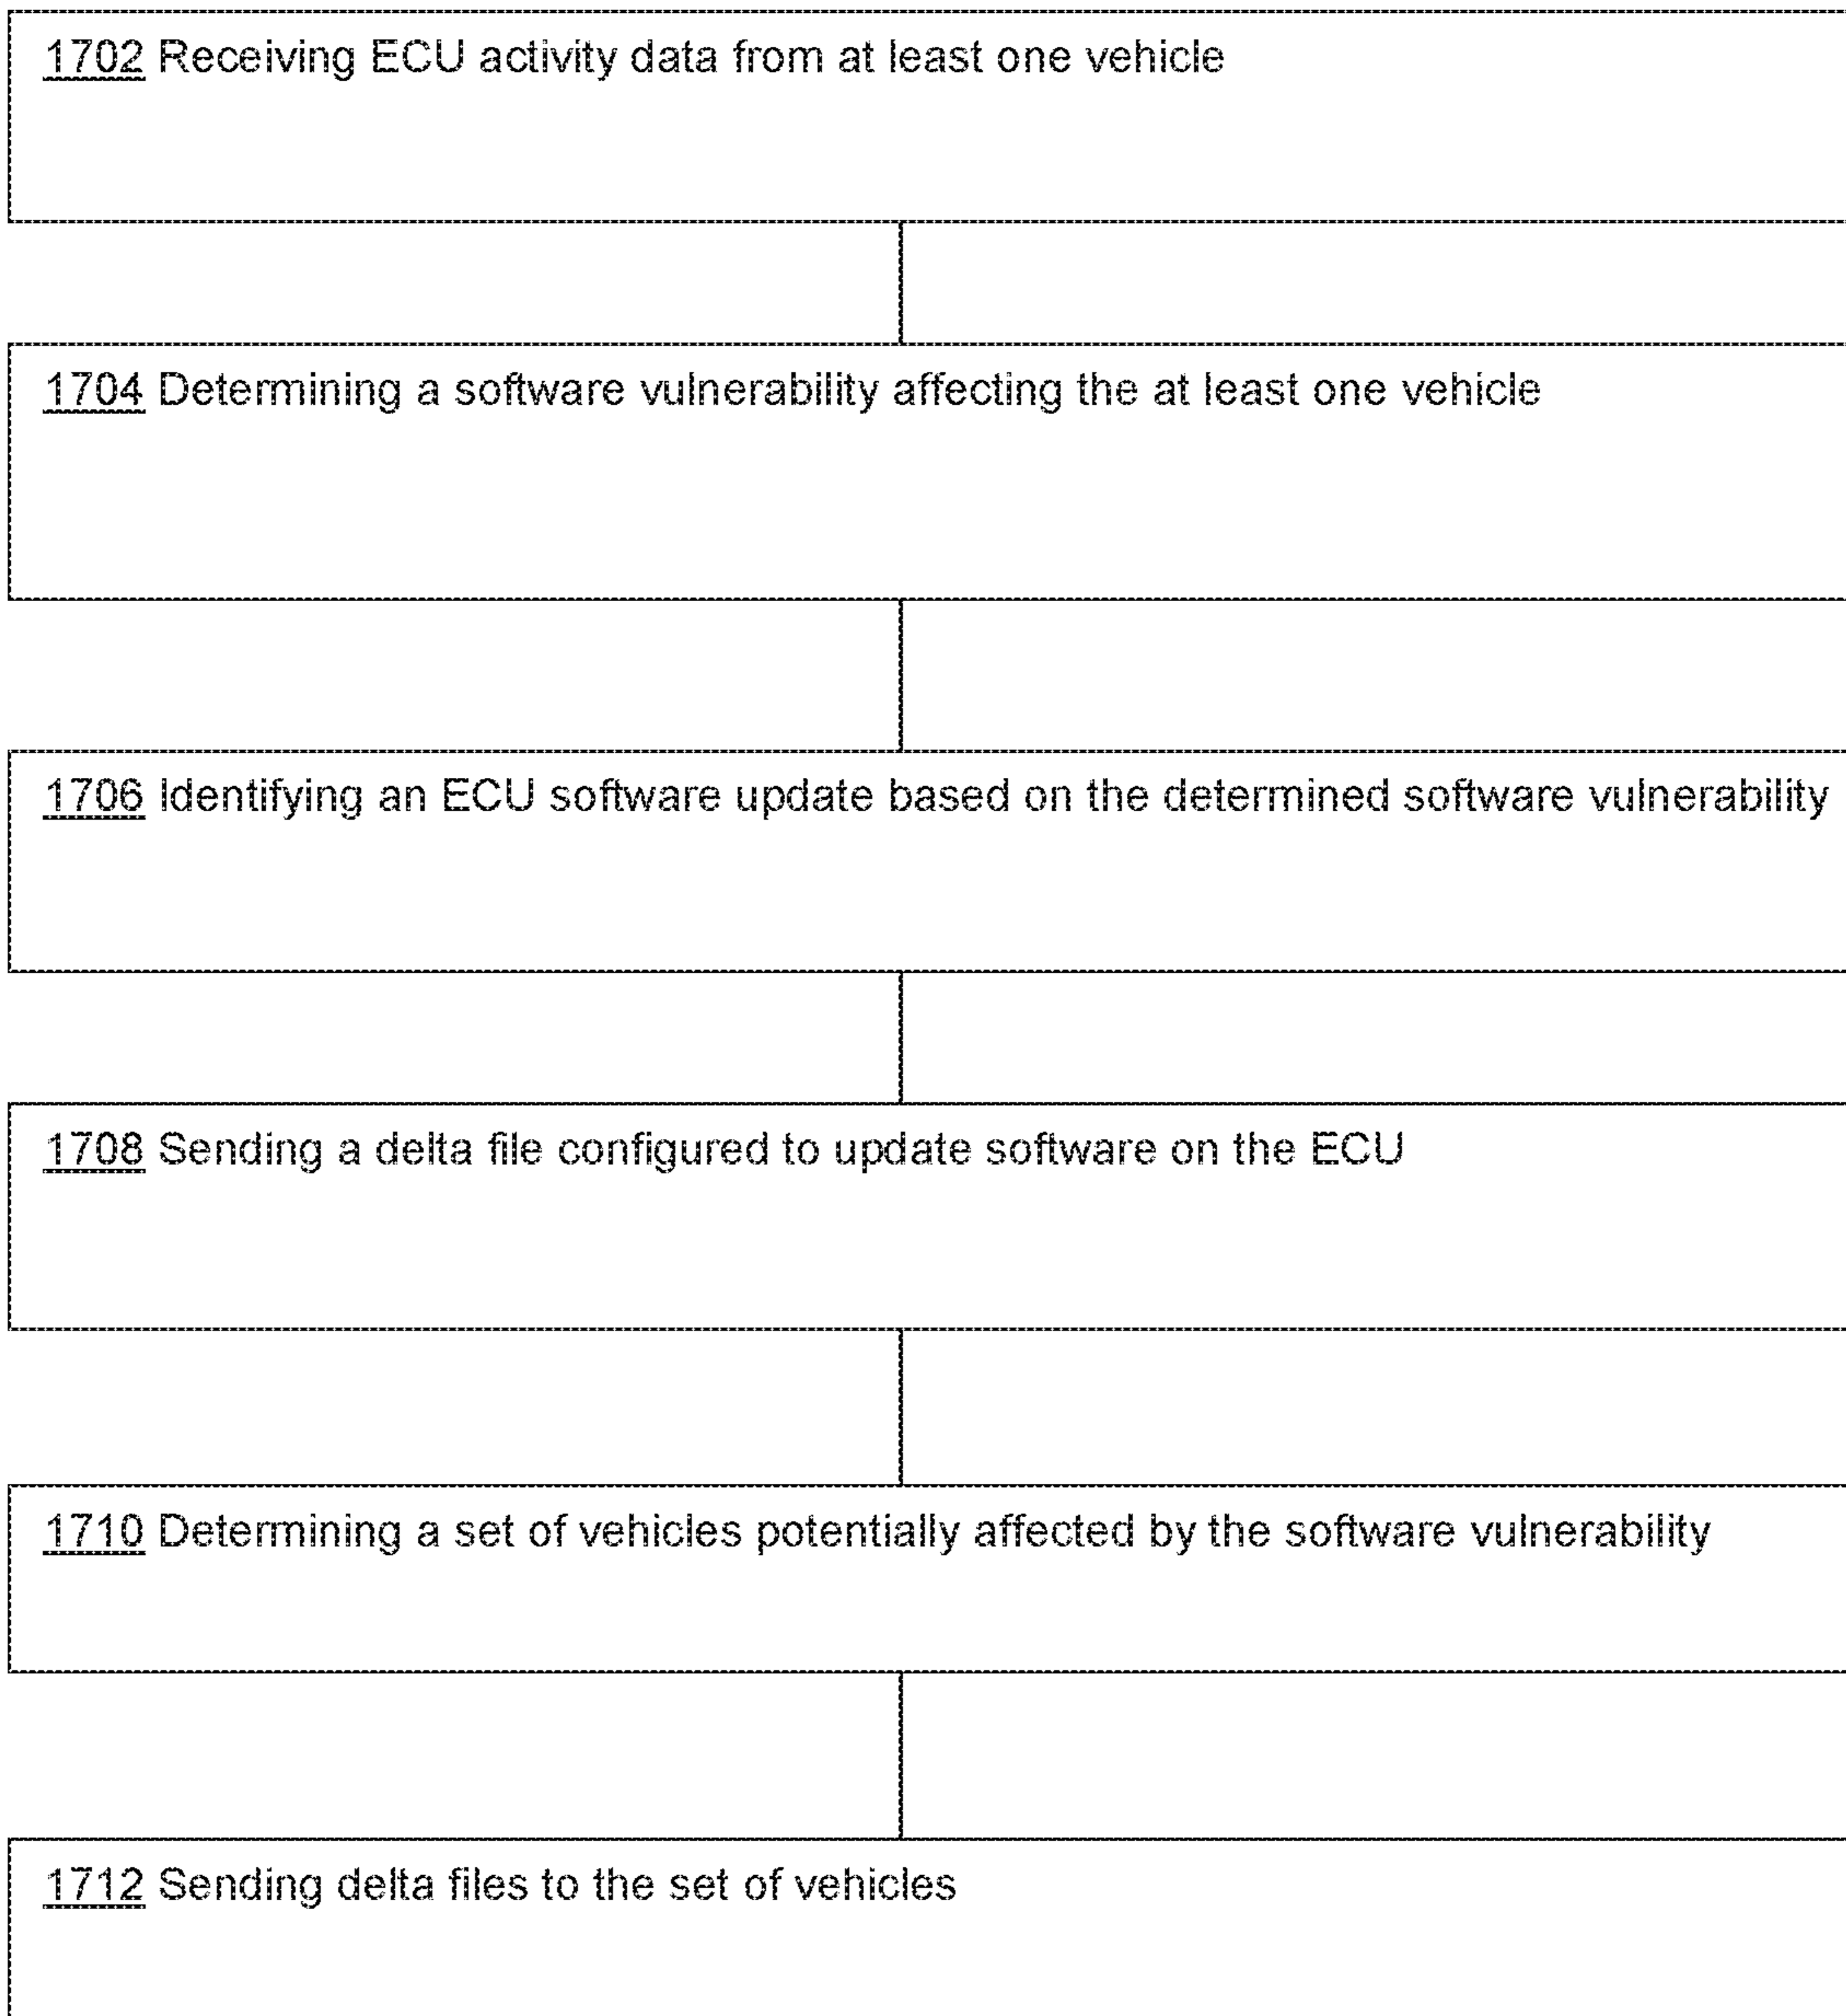 1702 Receiving ECU activity data from at least one vehicle
1704 Determining a software vulnerability affecting the at least one vehicle
1706 Identifying an ECU software update based on the determined software vulnerability
1708 Sending a delta file configured to update software on the ECU
1710 Determining a set of vehicles potentially affected by the software vulnerability
1712 Sending delta files to the set of vehicles